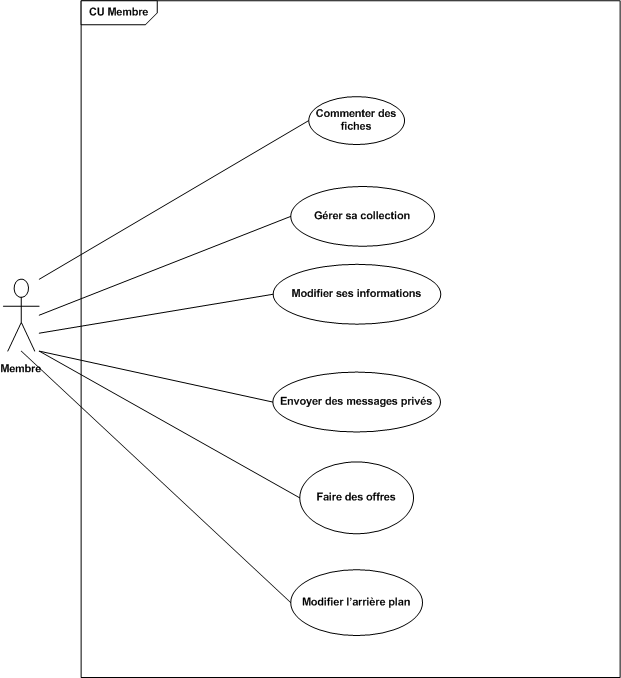 CU Membre
Commenter des
fiches
Gérer sa collection
Modifier ses informations
Membre
Envoyer des messages privés
Faire des offres
Modifier l'arrière plan